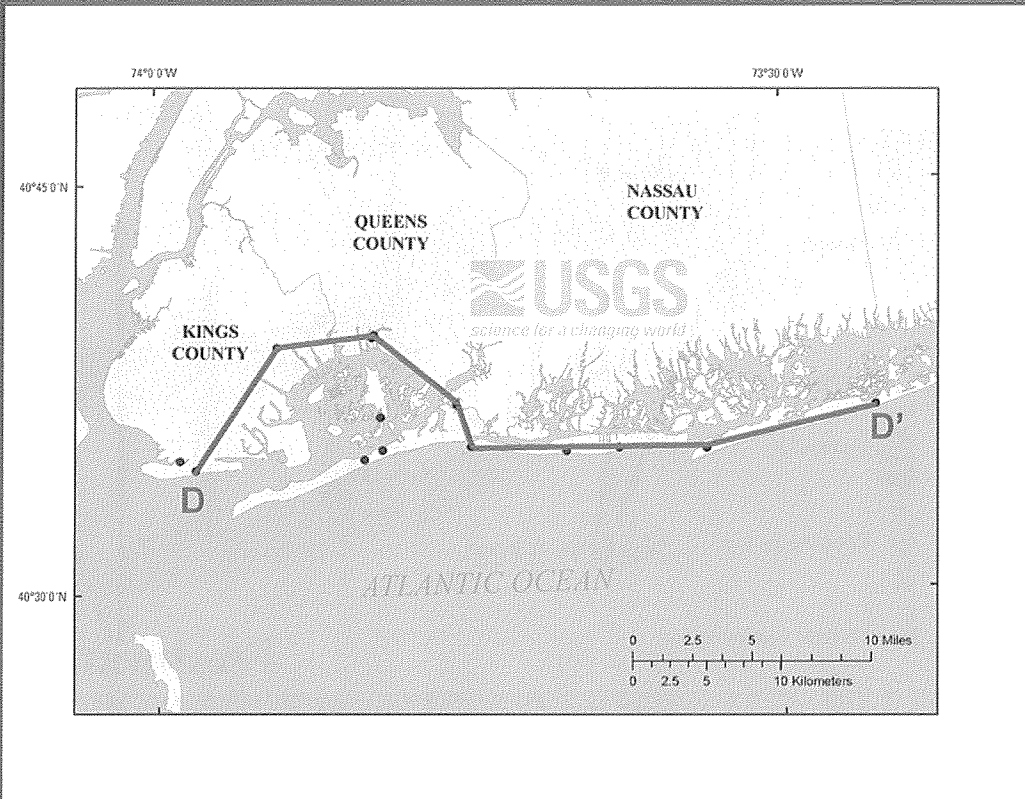 74°0'0"W
73°30'0"W
40°45'0"N
NASSAU
COUNTY
QUEENS
COUNTY
USGS
science for a changing world
KINGS
COUNTY
D'
D
ATLANTIC OCEAN
40°30'0"N
0 2.5 5 10 Miles
0 2.5 5 10 Kilometers